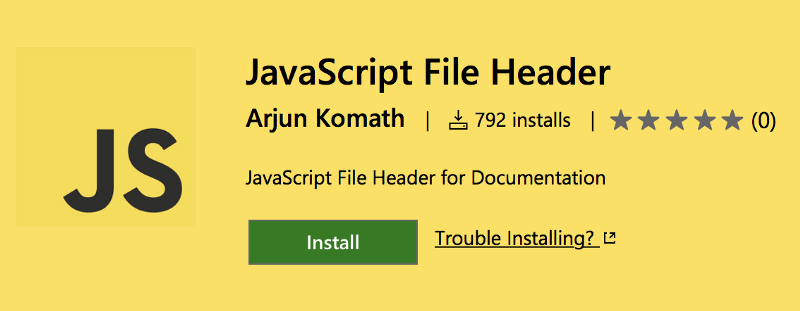 JS
JavaScript File Header
Arjun Komath | 792 installs | (0)
JavaScript File Header for Documentation
Install Trouble Installing?